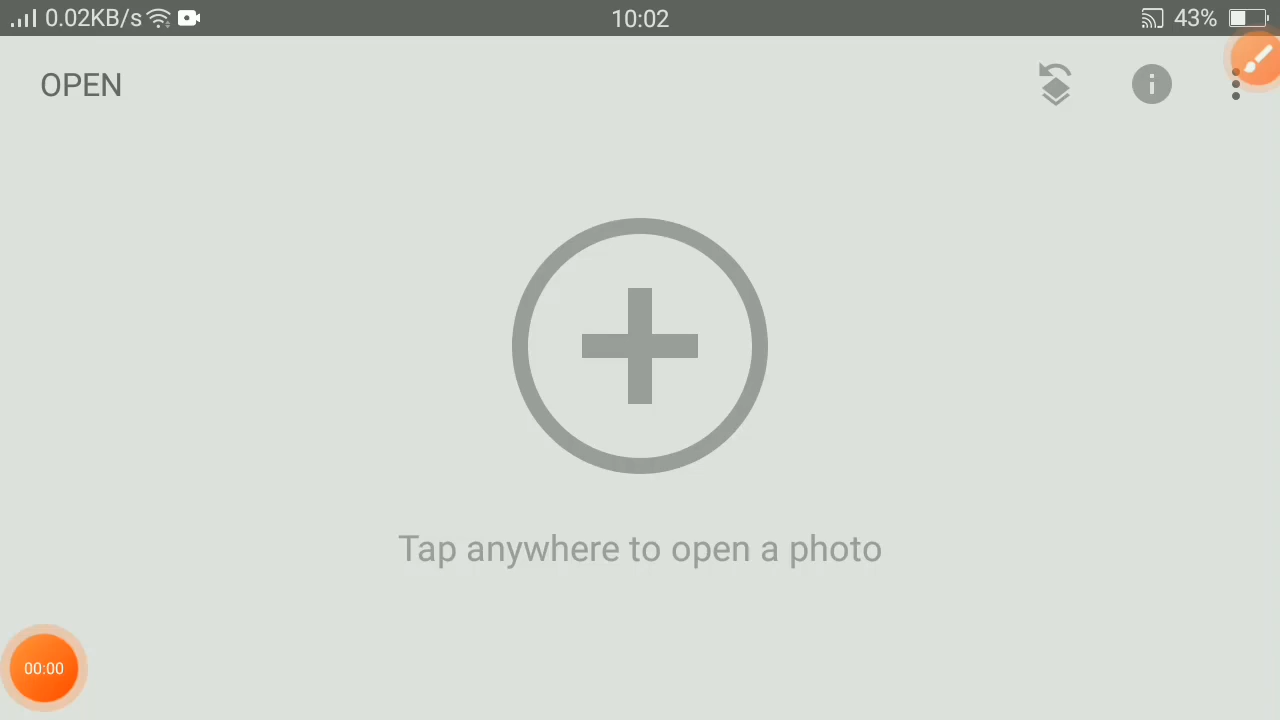 0.02KB/s
10:02
43%
OPEN
Tap anywhere to open a photo
00:00